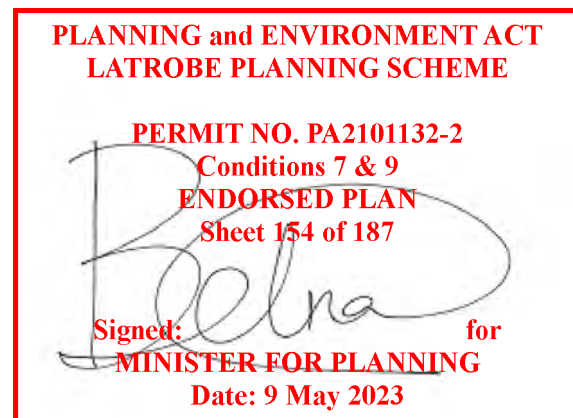 PLANNING and ENVIRONMENT ACT
LATROBE PLANNING SCHEME
PERMIT NO. PA2101132-2
Conditions 7 & 9
ENDORSED PLAN
Sheet 154 of 187
Signed: for
MINISTER FOR PLANNING
Date: 9 May 2023